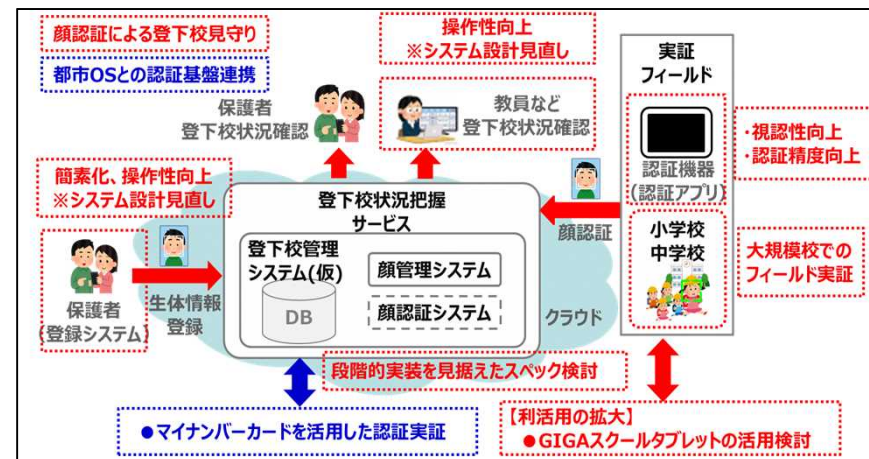 顔認証による登下校見守り
都市OSとの認証基盤連携
保護者
登下校状況確認
操作性向上
※システム設計見直し
教員など
登下校状況確認
実証
フィールド
認証機器
(認証アプリ)
・視認性向上
・認証精度向上
簡素化、操作性向上
※システム設計見直し
登下校状況把握
サービス
顔認証
小学校
中学校
大規模校での
フィールド実証
保護者
(登録システム)
生体情報
登録
登下校管理
システム(仮)
DB
顔管理システム
顔認証システム
クラウド
段階的実装を見据えたスペック検討
●マイナンバーカードを活用した認証実証
【利活用の拡大】
●GIGAスクールタブレットの活用検討